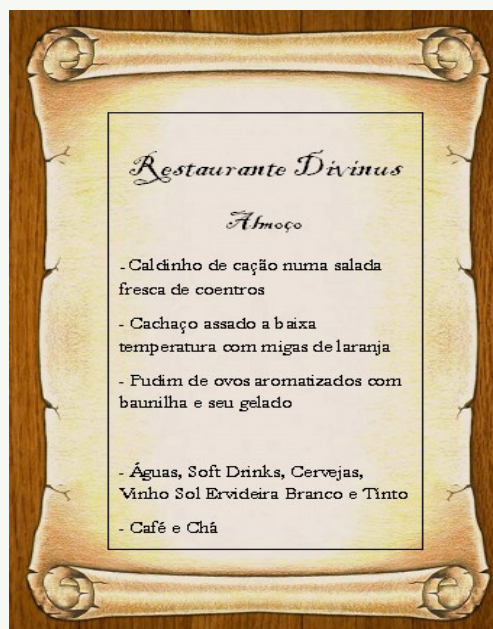 Restaurante Divinus
Almoço
- Caldinho de cação numa salada
fresca de coentros
- Cachaço assado a baixa
temperatura com migas de laranja
- Pudim de ovos aromatizados com
baunilha e seu gelado
- Águas, Soft Drinks, Cervejas,
Vinho Sol Ervideira Branco e Tinto
- Café e Chá